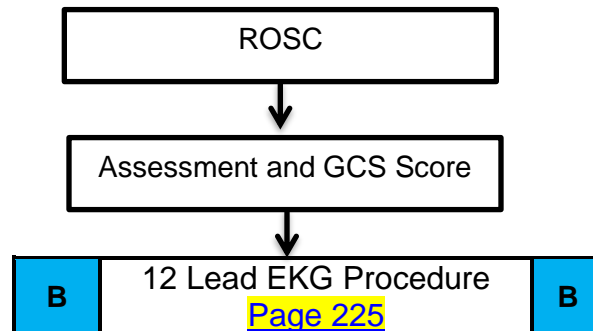 ROSC
Assessment and GCS Score
B 12 Lead EKG Procedure B
Page 225